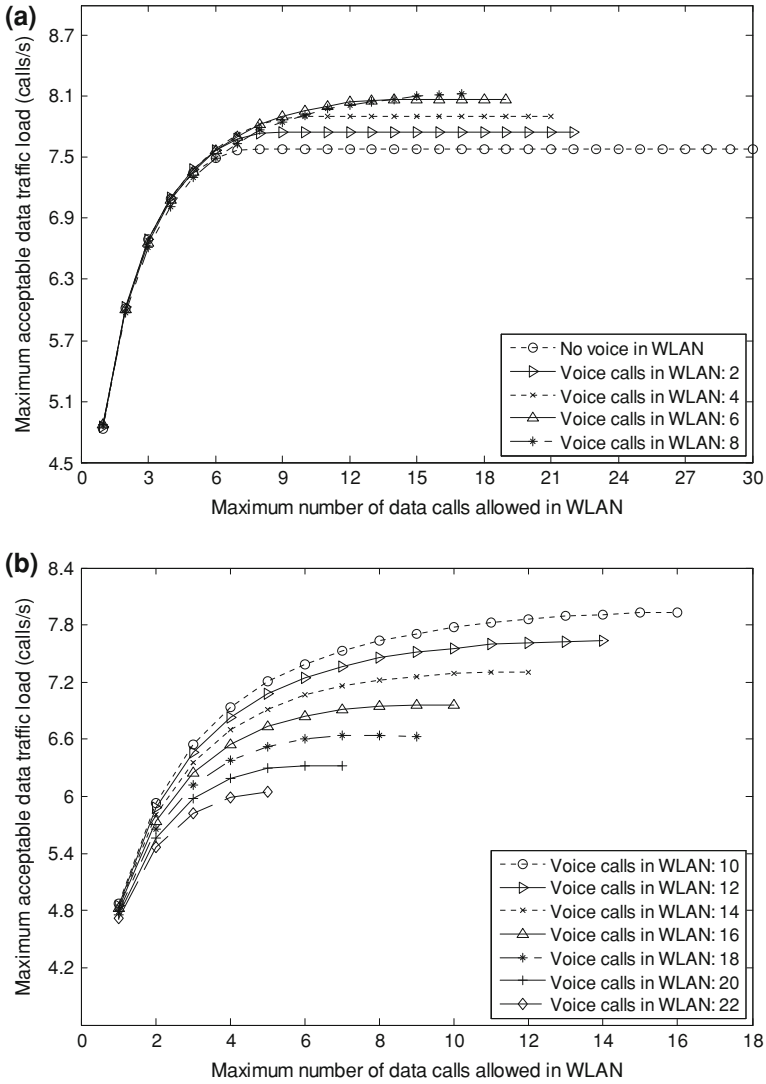 (a)
Maximum acceptable data traffic load (calls/s)
8.7
8.1
7.5
6.9
6.3
5.7
5.1
4.5
3 6 9 12 15 18 21 24 27 30
Maximum number of data calls allowed in WLAN
No voice in WLAN
Voice calls in WLAN: 2
Voice calls in WLAN: 4
Voice calls in WLAN: 6
Voice calls in WLAN: 8
(b)
Maximum acceptable data traffic load (calls/s)
8.4
7.8
7.2
6.6
6
5.4
4.8
4.2
0 2 4 6 8 10 12 14 16 18
Maximum number of data calls allowed in WLAN
Voice calls in WLAN: 10
Voice calls in WLAN: 12
Voice calls in WLAN: 14
Voice calls in WLAN: 16
Voice calls in WLAN: 18
Voice calls in WLAN: 20
Voice calls in WLAN: 22